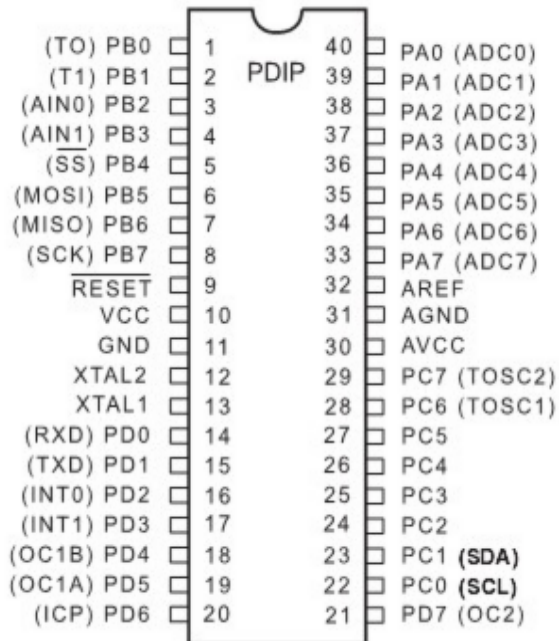 (TO) PB0 1 40 PA0 (ADC0)
(T1) PB1 2 PDIP 39 PA1 (ADC1)
(AIN0) PB2 3 38 PA2 (ADC2)
(AIN1) PB3 4 37 PA3 (ADC3)
(SS) PB4 5 36 PA4 (ADC4)
(MOSI) PB5 6 35 PA5 (ADC5)
(MISO) PB6 7 34 PA6 (ADC6)
(SCK) PB7 8 33 PA7 (ADC7)
RESET 9 32 AREF
VCC 10 31 AGND
GND 11 30 AVCC
XTAL2 12 29 PC7 (TOSC2)
XTAL1 13 28 PC6 (TOSC1)
(RXD) PD0 14 27 PC5
(TXD) PD1 15 26 PC4
(INT0) PD2 16 25 PC3
(INT1) PD3 17 24 PC2
(OC1B) PD4 18 23 PC1 (SDA)
(OC1A) PD5 19 22 PC0 (SCL)
(ICP) PD6 20 21 PD7 (OC2)